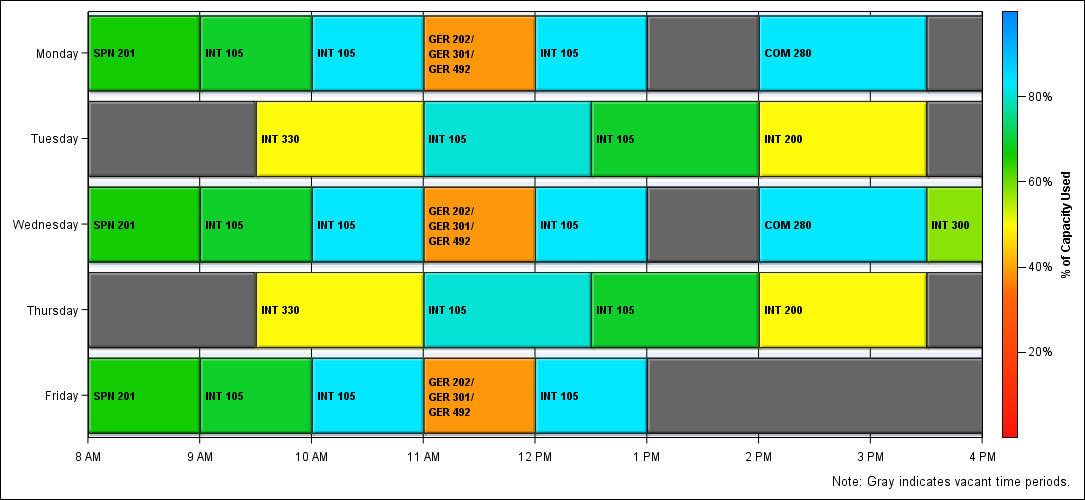 Monday
SPN 201
INT 105
INT 105
GER 202/
GER 301/
GER 492
INT 105
COM 280
Tuesday
INT 330
INT 105
INT 105
INT 200
Wednesday
SPN 201
INT 105
INT 105
GER 202/
GER 301/
GER 492
INT 105
COM 280
INT 300
Thursday
INT 330
INT 105
INT 105
INT 200
Friday
SPN 201
INT 105
INT 105
GER 202/
GER 301/
GER 492
INT 105
8 AM
9 AM
10 AM
11 AM
12 PM
1 PM
2 PM
3 PM
4 PM
80%
60%
40%
20%
% of Capacity Used
Note: Gray indicates vacant time periods.